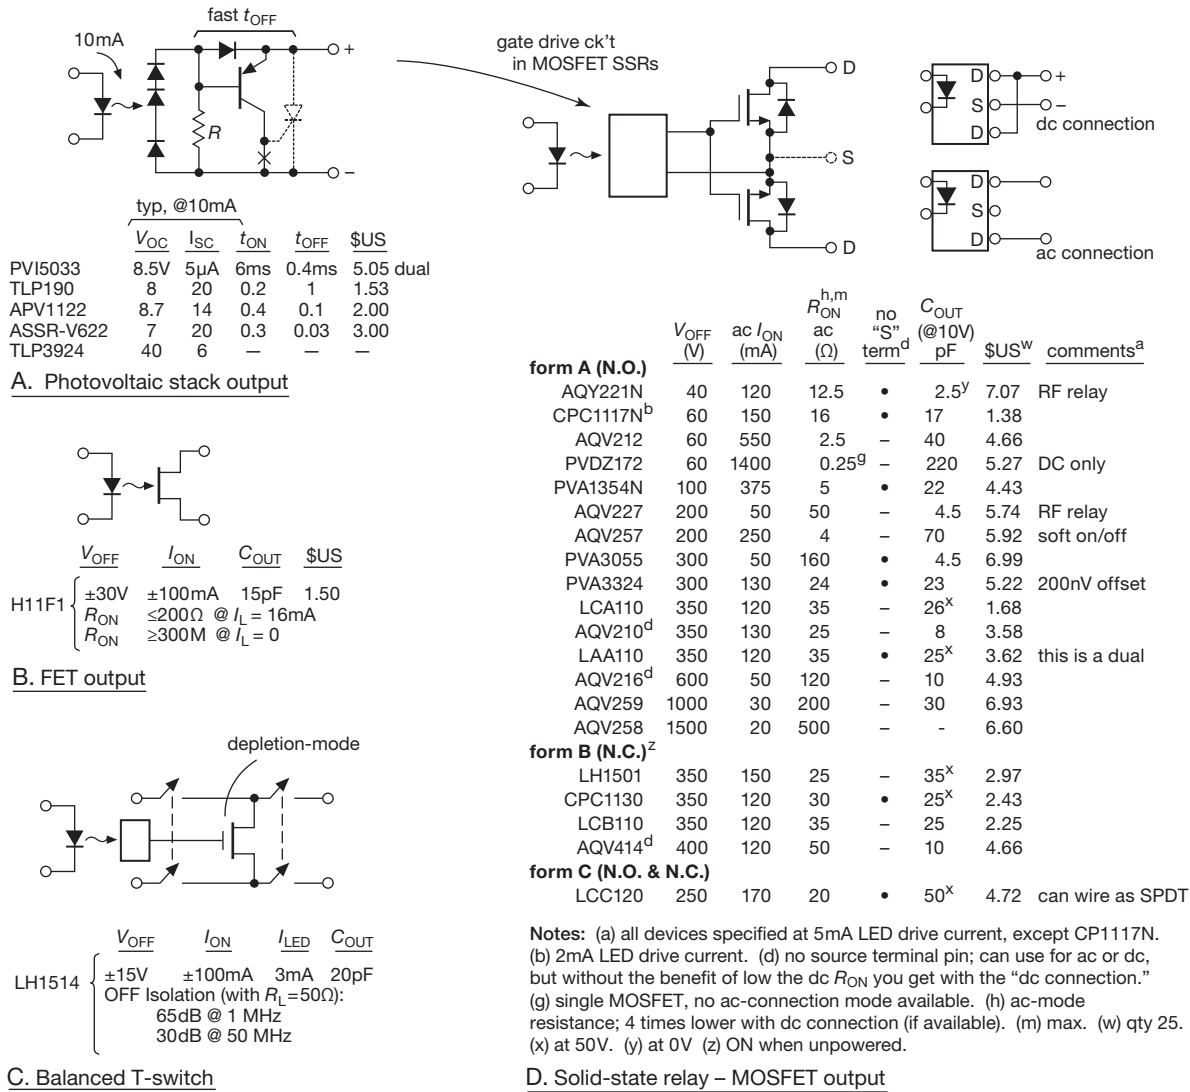 fast tOFF
10mA
+
R
−
typ, @10mA
VOC ISC tON tOFF $US
PVI5033 8.5V 5µA 6ms 0.4ms 5.05 dual
TLP190 8 20 0.2 1 1.53
APV1122 8.7 14 0.4 0.1 2.00
ASSR-V622 7 20 0.3 0.03 3.00
TLP3924 40 6 – – –
A. Photovoltaic stack output
VOFF ION COUT $US
H11F1 ±30V ±100mA 15pF 1.50
RON ≤200Ω @ IL = 16mA
RON ≥300M @ IL = 0
B. FET output
depletion-mode
VOFF ION ILED COUT
LH1514 ±15V ±100mA 3mA 20pF
OFF Isolation (with RL=50Ω):
65dB @ 1 MHz
30dB @ 50 MHz
C. Balanced T-switch
gate drive ck't
in MOSFET SSRs
D
S
D
D +
S −
D
dc connection
D
S
D
ac connection
VOFF (V) ac ION (mA) RON h,m ac (Ω) no "S" term d COUT (@10V) pF $US w comments a
form A (N.O.)
AQY221N 40 120 12.5 • 2.5y 7.07 RF relay
CPC1117Nb 60 150 16 • 17 1.38
AQV212 60 550 2.5 – 40 4.66
PVDZ172 60 1400 0.25g – 220 5.27 DC only
PVA1354N 100 375 5 • 22 4.43
AQV227 200 50 50 – 4.5 5.74 RF relay
AQV257 200 250 4 – 70 5.92 soft on/off
PVA3055 300 50 160 • 4.5 6.99
PVA3324 300 130 24 • 23 5.22 200nV offset
LCA110 350 120 35 – 26x 1.68
AQV210d 350 130 25 – 8 3.58
LAA110 350 120 35 • 25x 3.62 this is a dual
AQV216d 600 50 120 – 10 4.93
AQV259 1000 30 200 – 30 6.93
AQV258 1500 20 500 – - 6.60
form B (N.C.)z
LH1501 350 150 25 – 35x 2.97
CPC1130 350 120 30 • 25x 2.43
LCB110 350 120 35 – 25 2.25
AQV414d 400 120 50 – 10 4.66
form C (N.O. & N.C.)
LCC120 250 170 20 • 50x 4.72 can wire as SPDT
Notes: (a) all devices specified at 5mA LED drive current, except CP1117N.
(b) 2mA LED drive current. (d) no source terminal pin; can use for ac or dc,
but without the benefit of low the dc RON you get with the "dc connection."
(g) single MOSFET, no ac-connection mode available. (h) ac-mode
resistance; 4 times lower with dc connection (if available). (m) max. (w) qty 25.
(x) at 50V. (y) at 0V (z) ON when unpowered.
D. Solid-state relay – MOSFET output